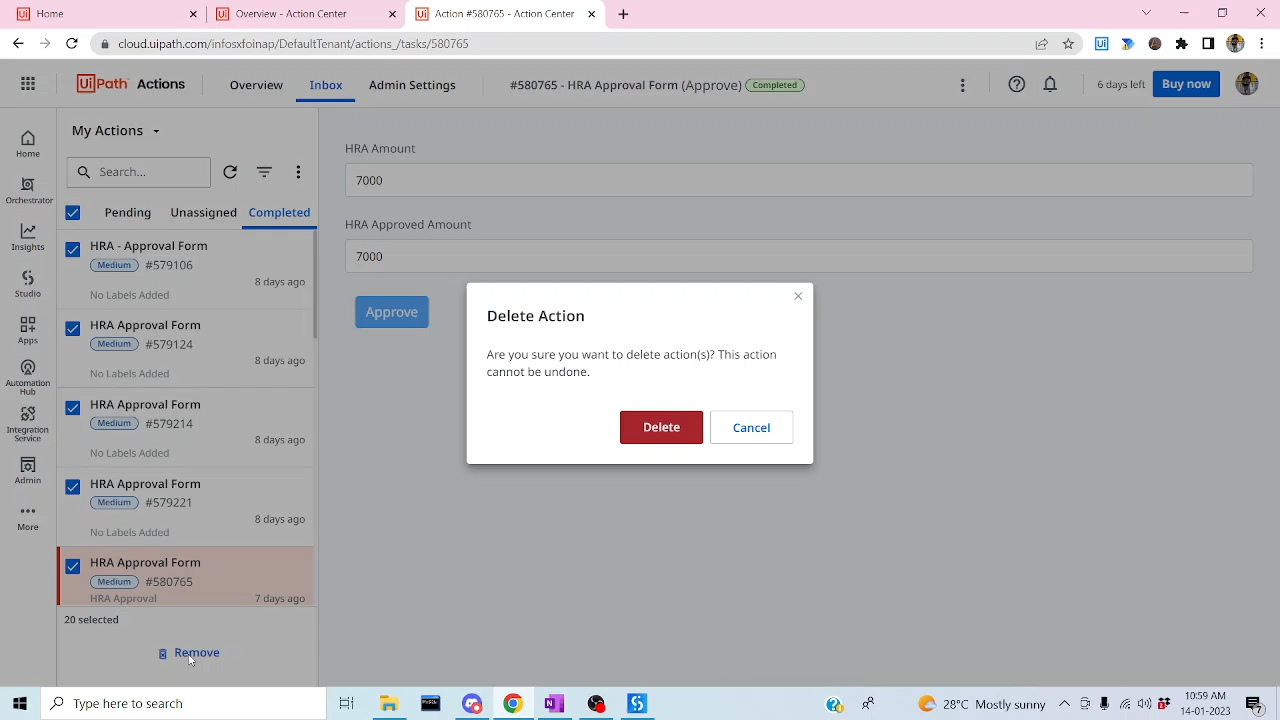 Home
Overview - Action Center
Action #580765 - Action Center
cloud.uipath.com/infosxfoinap/DefaultTenant/actions_/tasks/580765
UiPath Actions
Overview
Inbox
Admin Settings
#580765 - HRA Approval Form (Approve) Completed
6 days left
Buy now
Home
Orchestrator
Insights
Studio
Apps
Automation
Hub
Integration
Service
Admin
More
My Actions
Search...
Pending
Unassigned
Completed
HRA - Approval Form
Medium #579106
8 days ago
No Labels Added
HRA Approval Form
Medium #579124
8 days ago
No Labels Added
HRA Approval Form
Medium #579214
8 days ago
No Labels Added
HRA Approval Form
Medium #579221
8 days ago
No Labels Added
HRA Approval Form
Medium #580765
HRA Approval 7 days ago
20 selected
Remove
HRA Amount
7000
HRA Approved Amount
7000
Approve
Delete Action
Are you sure you want to delete action(s)? This action
cannot be undone.
Delete
Cancel
Type here to search
28°C Mostly sunny
10:59 AM
14-01-2023
7